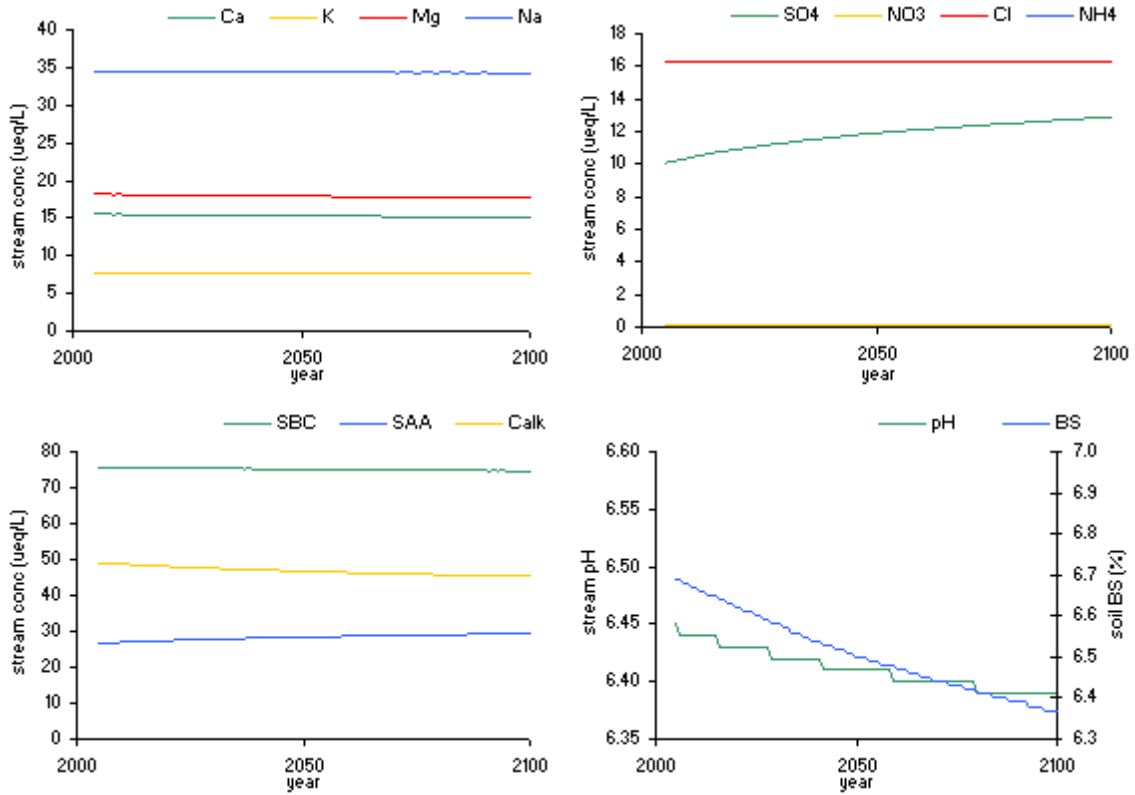 Ca K Mg Na
40
35
30
25
20
15
10
5
0
stream conc (ueq/L)
2000 2050 2100
year
SO4 NO3 Cl NH4
18
16
14
12
10
8
6
4
2
0
stream conc (ueq/L)
2000 2050 2100
year
SBC SAA Calk
80
70
60
50
40
30
20
10
0
stream conc (ueq/L)
2000 2050 2100
year
pH BS
6.60
6.55
6.50
6.45
6.40
6.35
stream pH
7.0
6.9
6.8
6.7
6.6
6.5
6.4
6.3
soil BS (%)
2000 2050 2100
year